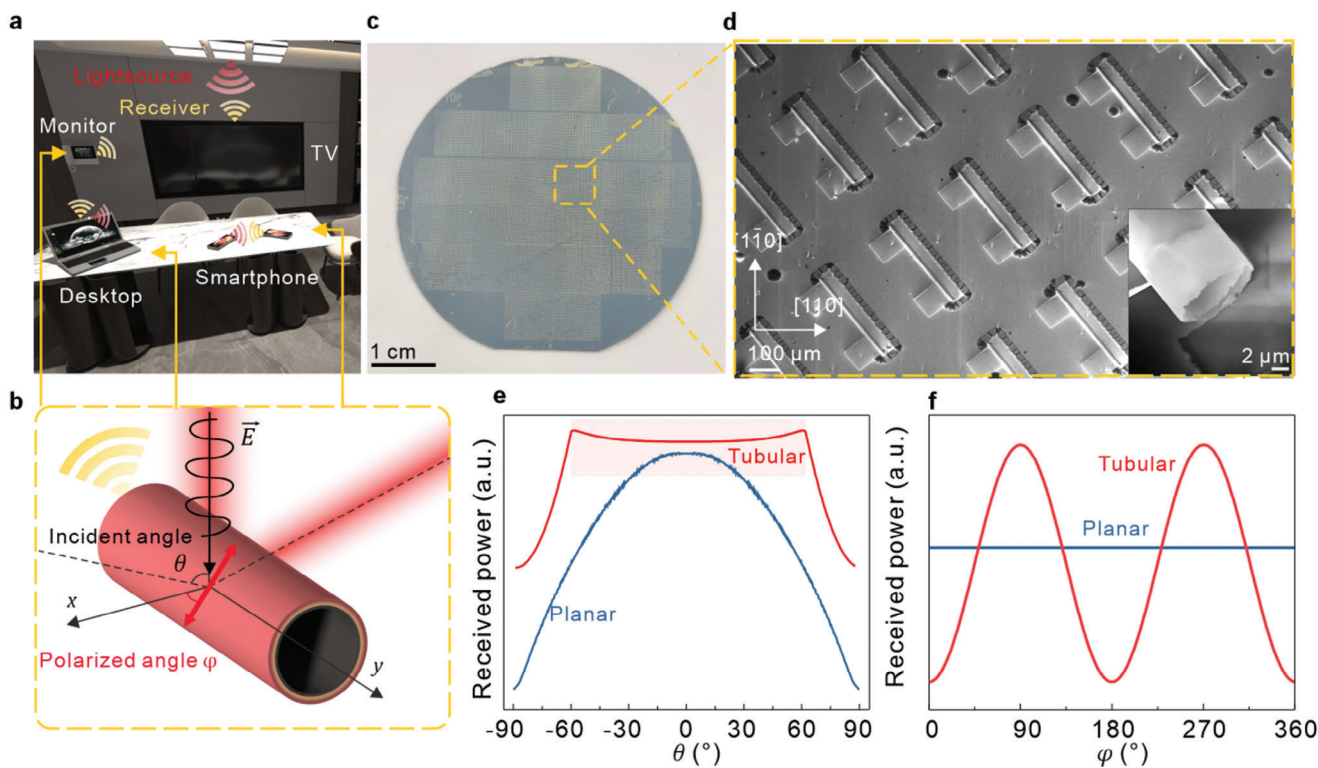 a
Lightsource
Receiver
Monitor
TV
Smartphone
Desktop
b
E
Incident angle
θ
x
Polarized angle φ
y
c
1 cm
d
[11̄0]
[110]
100 μm
2 μm
e
Received power (a.u.)
Tubular
Planar
-90 -60 -30 0 30 60 90
θ (°)
f
Received power (a.u.)
Tubular
Planar
0 90 180 270 360
φ (°)